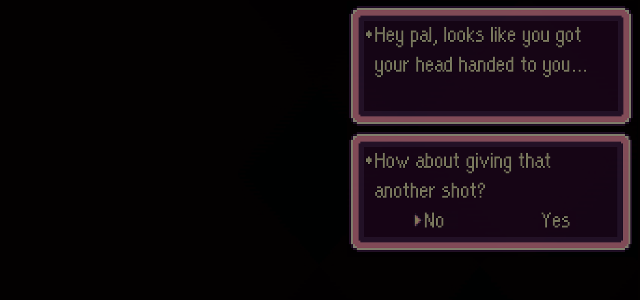 •Hey pal, looks like you got
your head handed to you...
•How about giving that
another shot?
▶No Yes